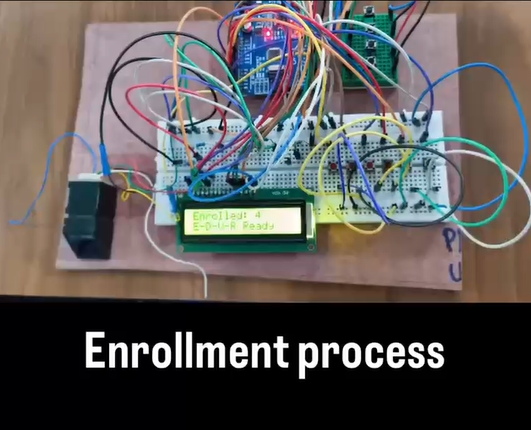 Enrolled: 4
E-D-U-R Ready
P
U
Enrollment process